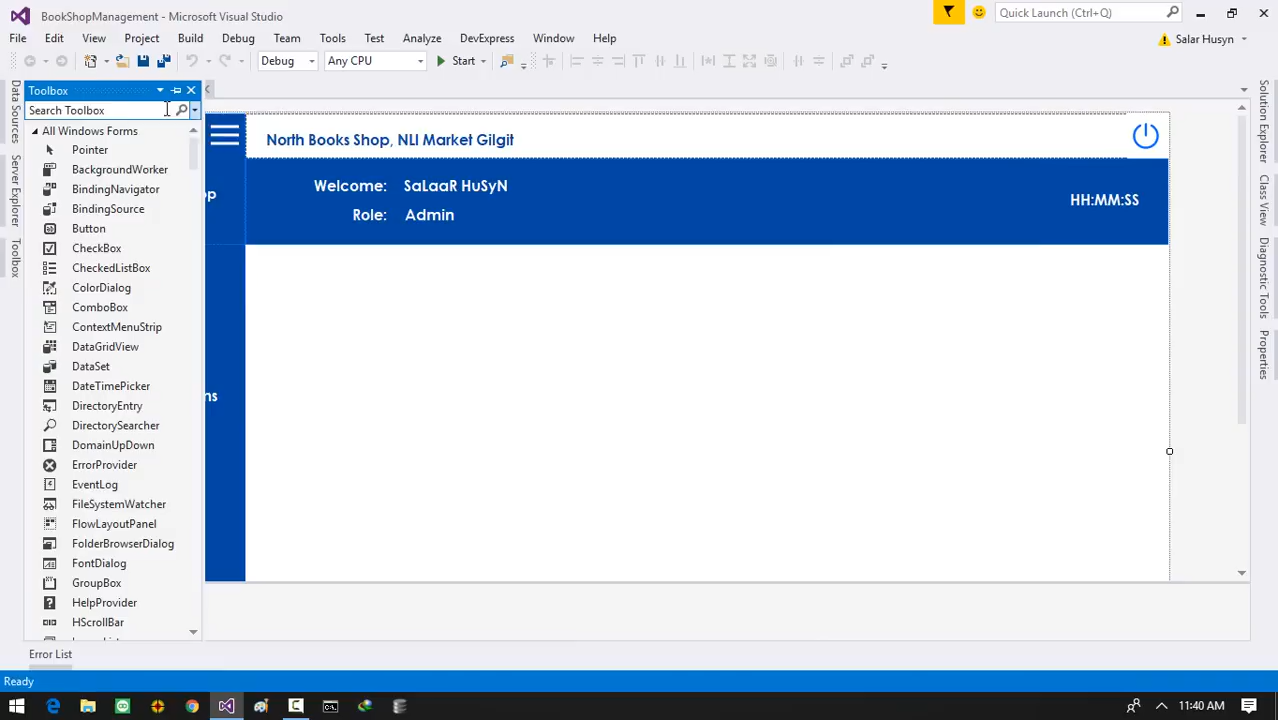 BookShopManagement - Microsoft Visual Studio
Quick Launch (Ctrl+Q)
File Edit View Project Build Debug Team Tools Test Analyze DevExpress Window Help
Salar Husyn
Debug Any CPU Start
Data Sources
Server Explorer
Toolbox
Toolbox
Search Toolbox
All Windows Forms
Pointer
BackgroundWorker
BindingNavigator
BindingSource
Button
CheckBox
CheckedListBox
ColorDialog
ComboBox
ContextMenuStrip
DataGridView
DataSet
DateTimePicker
DirectoryEntry
DirectorySearcher
DomainUpDown
ErrorProvider
EventLog
FileSystemWatcher
FlowLayoutPanel
FolderBrowserDialog
FontDialog
GroupBox
HelpProvider
HScrollBar
North Books Shop, NLI Market Gilgit
op
Welcome: SaLaaR HuSyN
Role: Admin
HH:MM:SS
ns
Solution Explorer
Class View
Diagnostic Tools
Properties
Error List
Ready
11:40 AM